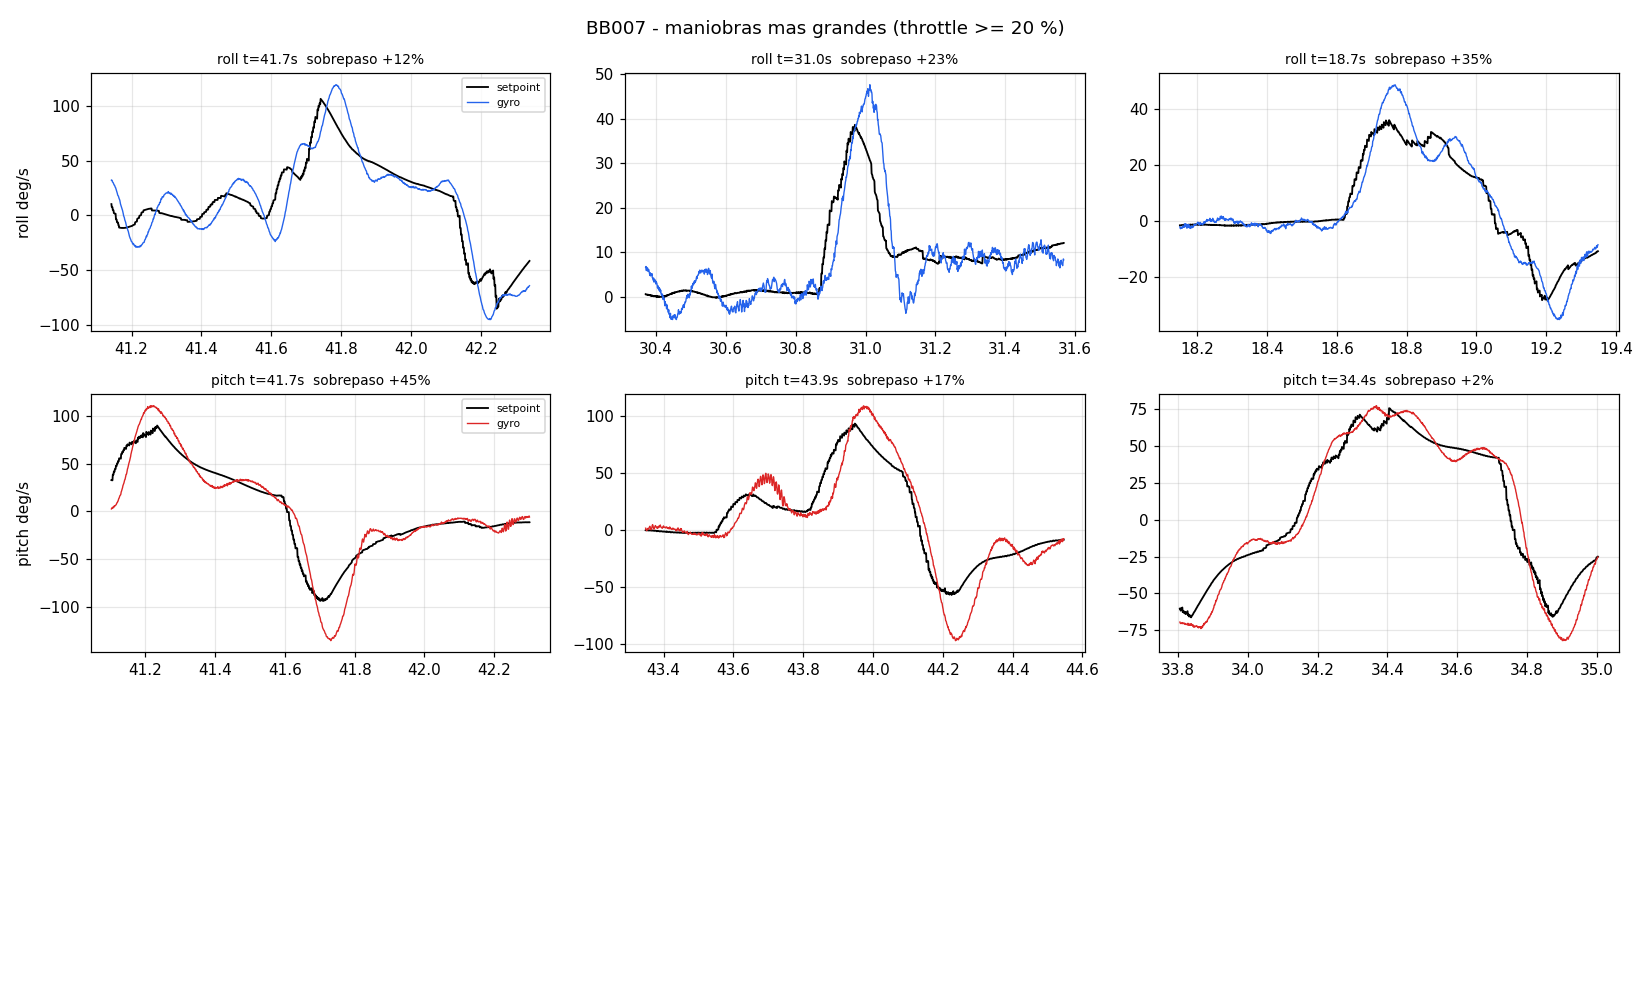 BB007 - maniobras mas grandes (throttle >= 20 %)
roll t=41.7s  sobrepaso +12%
roll t=31.0s  sobrepaso +23%
roll t=18.7s  sobrepaso +35%
roll deg/s
100
50
0
−50
−100
setpoint
gyro
41.2 41.4 41.6 41.8 42.0 42.2
50
40
30
20
10
0
30.4 30.6 30.8 31.0 31.2 31.4 31.6
40
20
0
−20
18.2 18.4 18.6 18.8 19.0 19.2 19.4
pitch t=41.7s  sobrepaso +45%
pitch t=43.9s  sobrepaso +17%
pitch t=34.4s  sobrepaso +2%
pitch deg/s
100
50
0
−50
−100
setpoint
gyro
41.2 41.4 41.6 41.8 42.0 42.2
100
50
0
−50
−100
43.4 43.6 43.8 44.0 44.2 44.4 44.6
75
50
25
0
−25
−50
−75
33.8 34.0 34.2 34.4 34.6 34.8 35.0